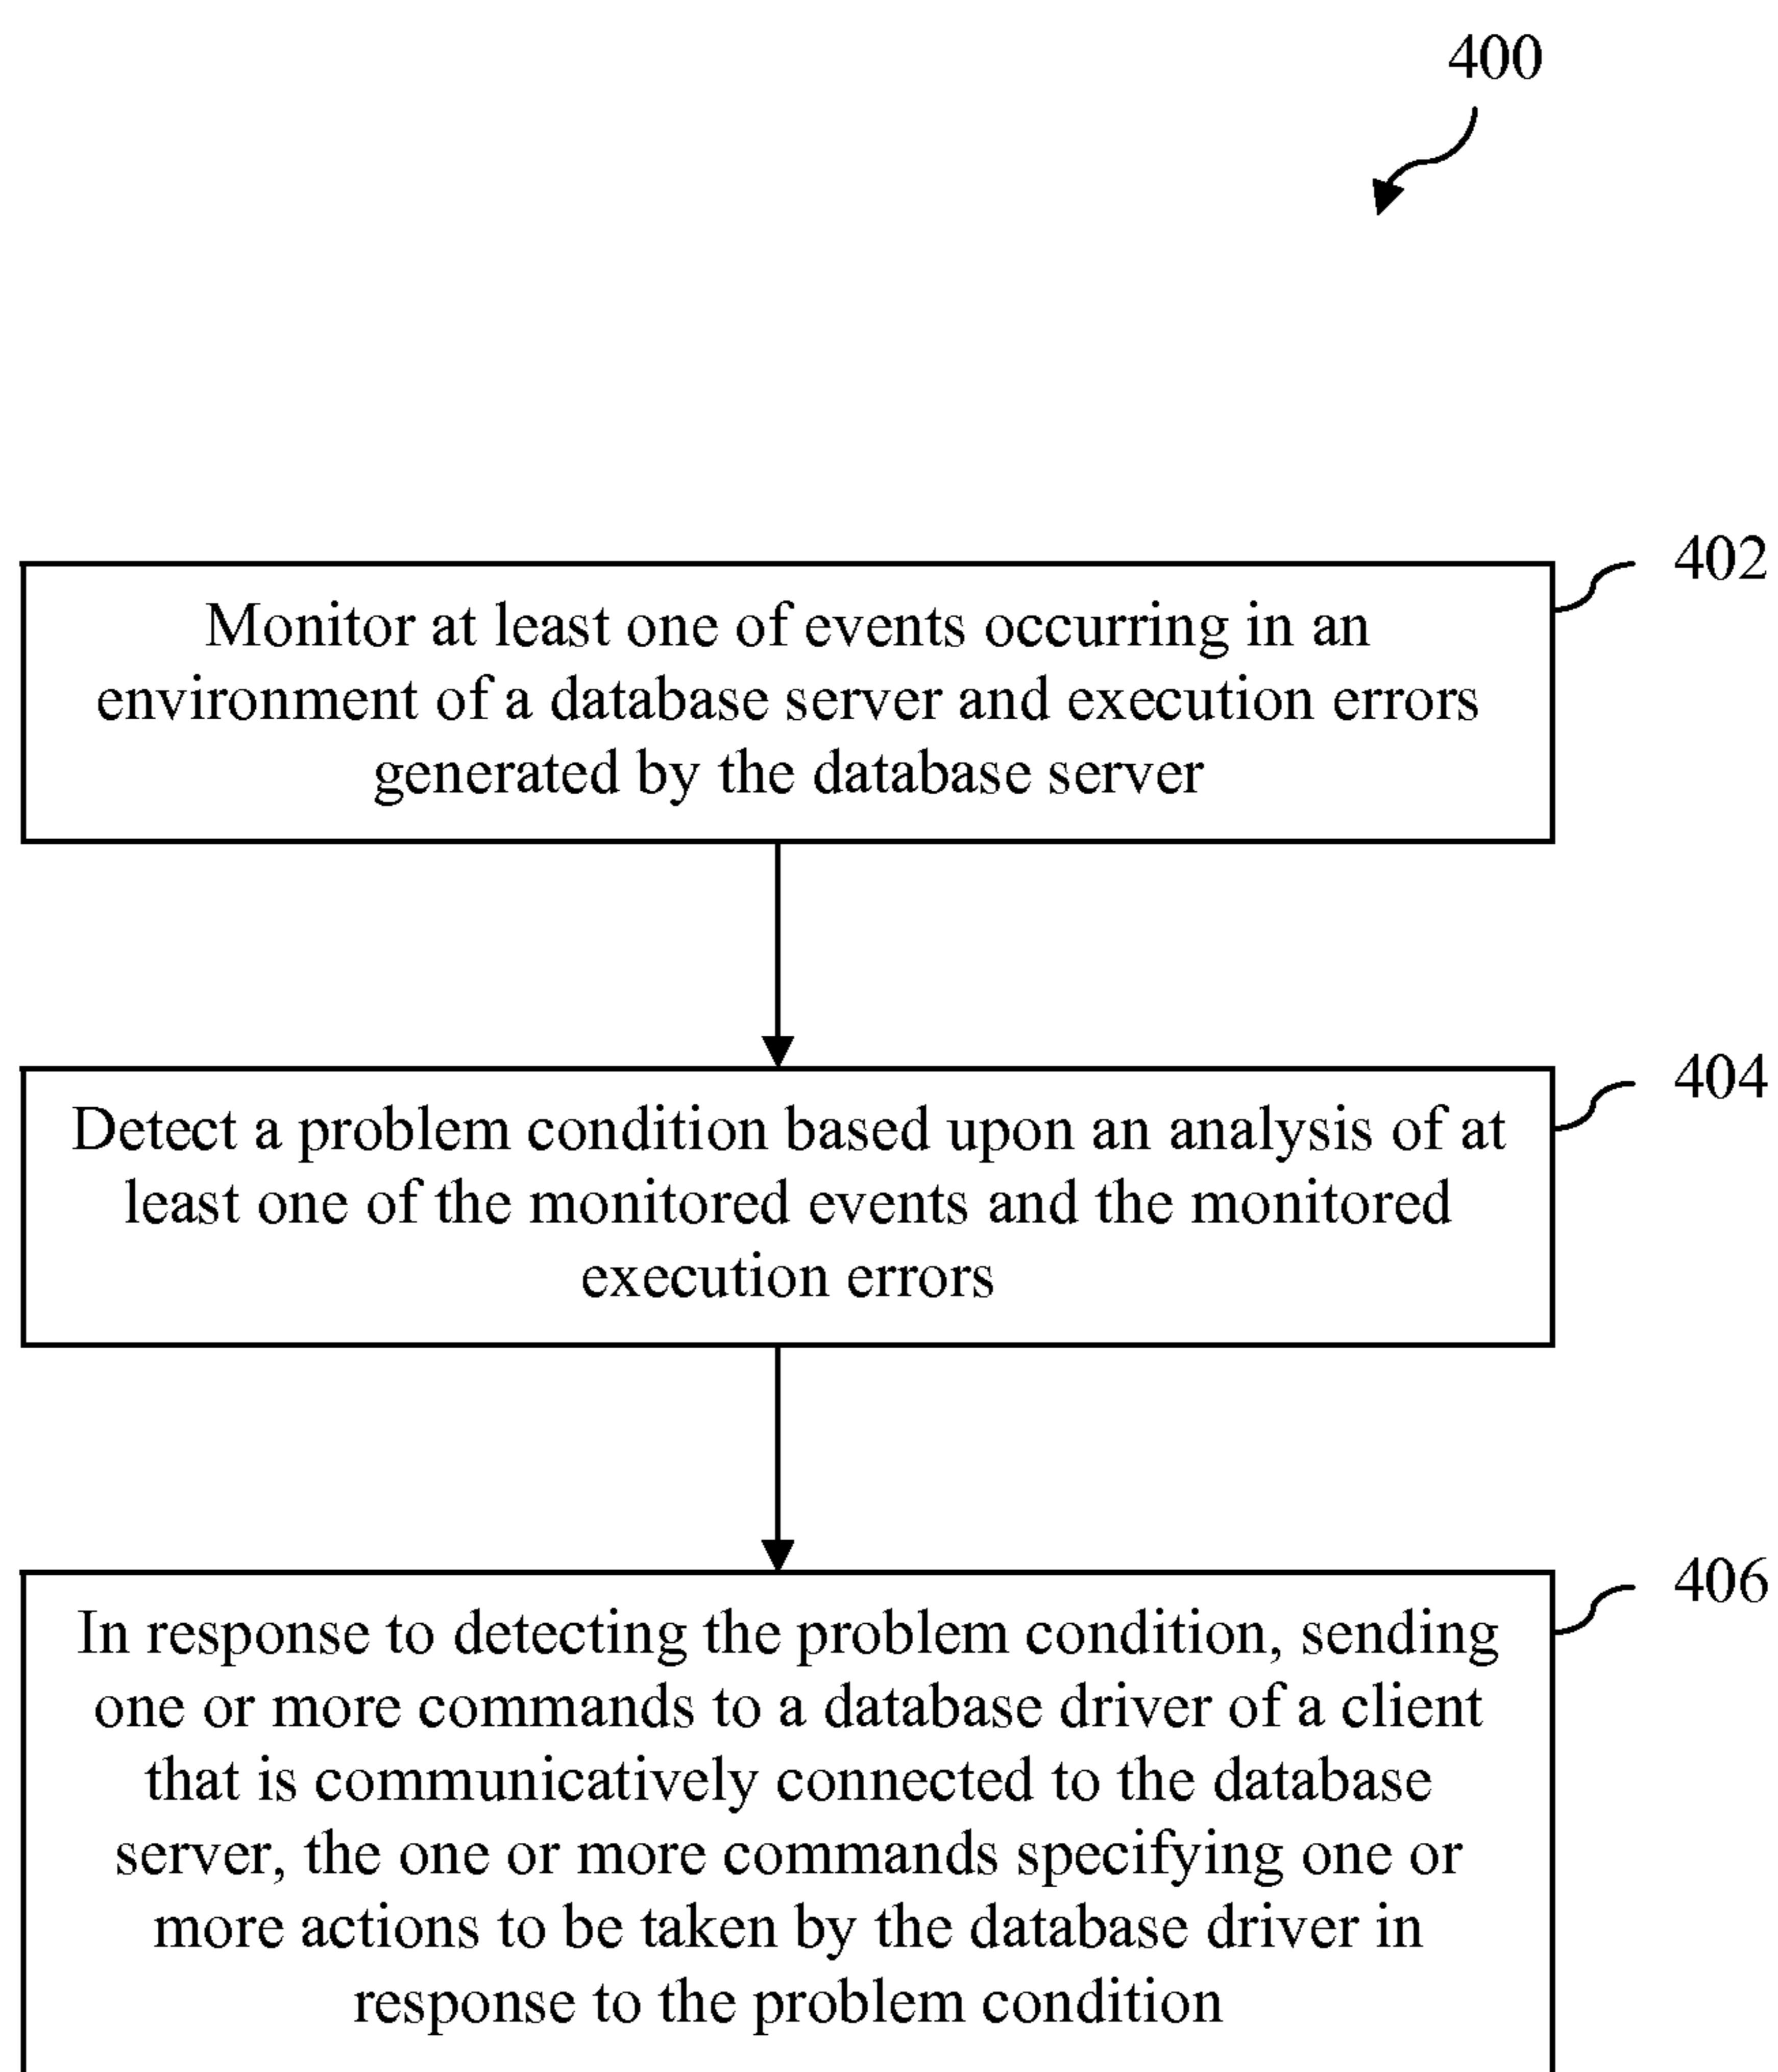 400
402
Monitor at least one of events occurring in an
environment of a database server and execution errors
generated by the database server
404
Detect a problem condition based upon an analysis of at
least one of the monitored events and the monitored
execution errors
406
In response to detecting the problem condition, sending
one or more commands to a database driver of a client
that is communicatively connected to the database
server, the one or more commands specifying one or
more actions to be taken by the database driver in
response to the problem condition